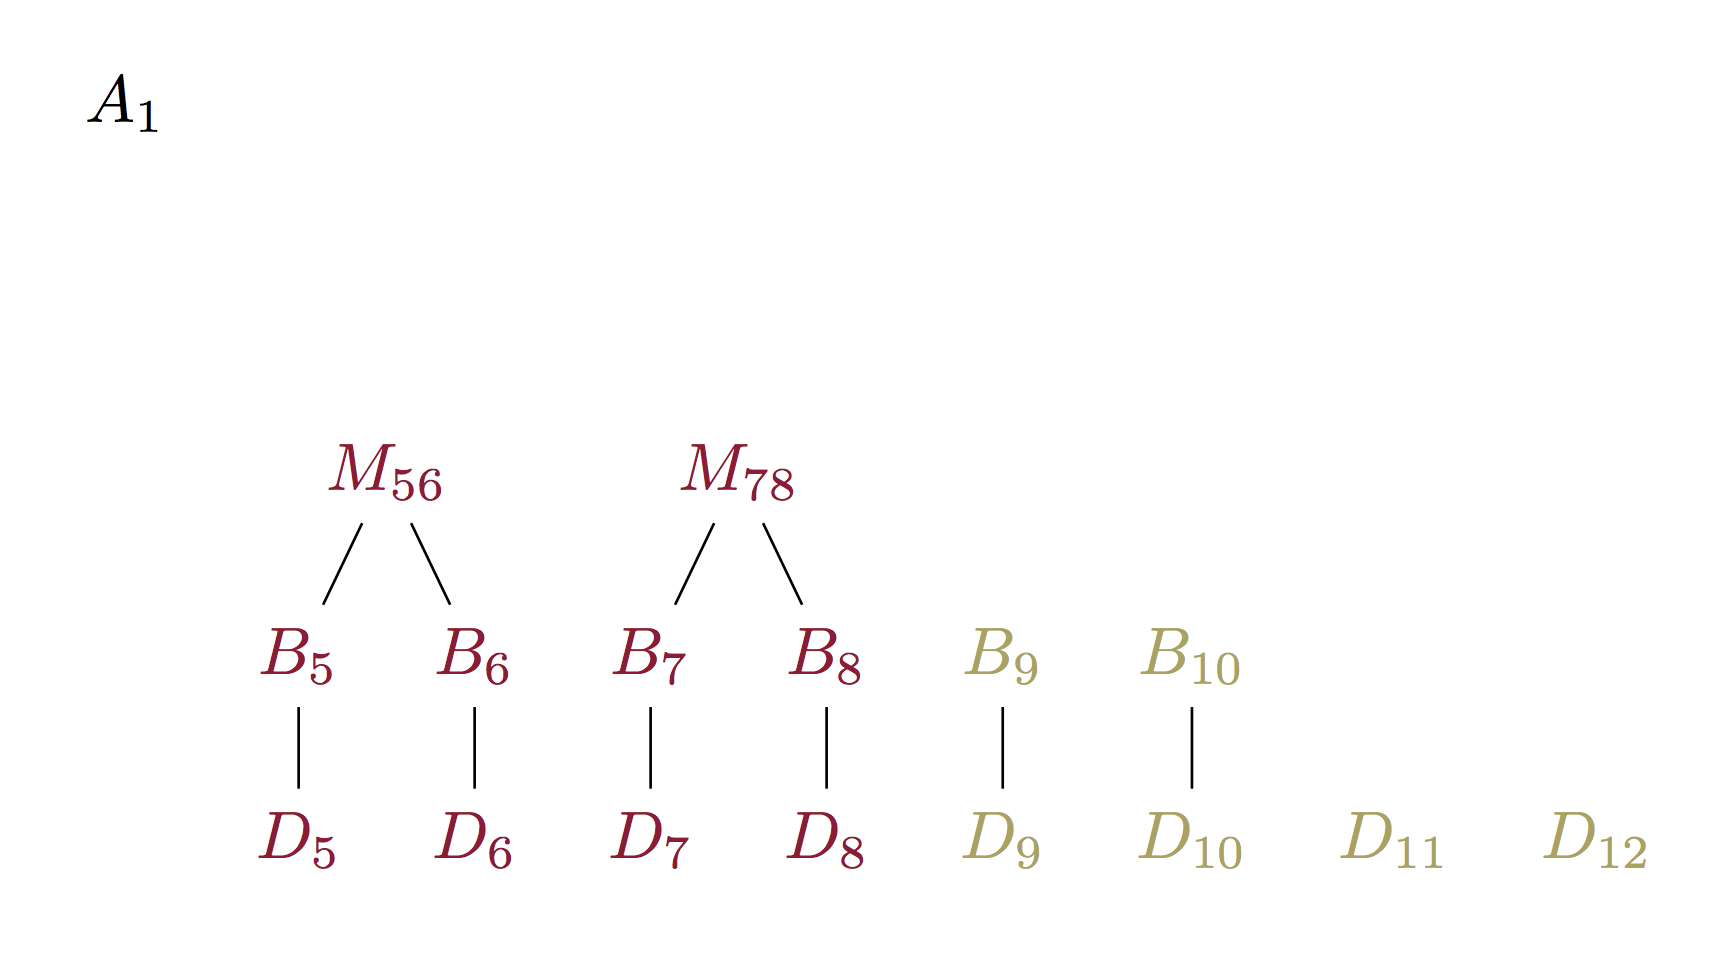 A₁
M₅₆ M₇₈
B₅ B₆ B₇ B₈ B₉ B₁₀
D₅ D₆ D₇ D₈ D₉ D₁₀ D₁₁ D₁₂